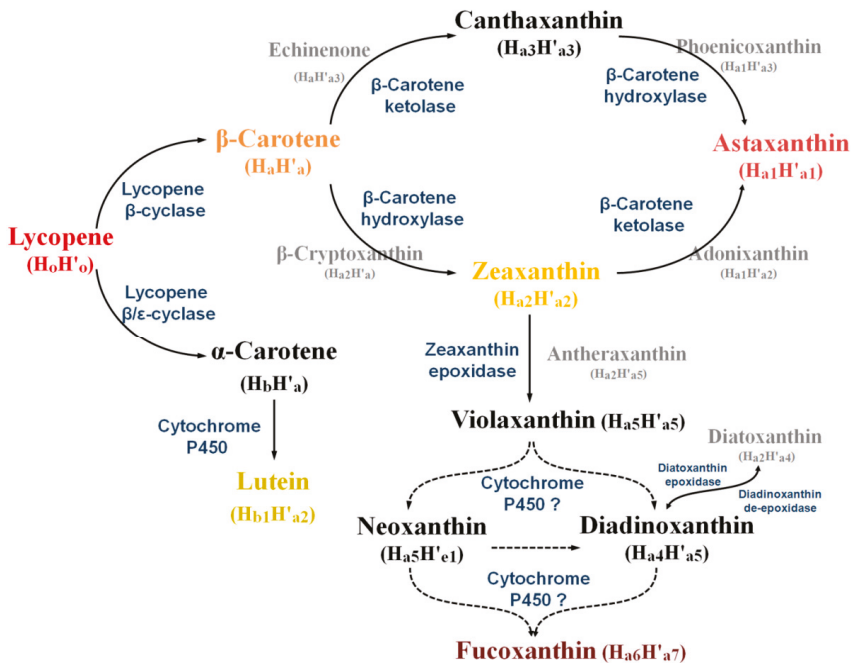 Canthaxanthin
(Ha3H'a3)
Echinenone
(HaH'a3)
Phoenicoxanthin
(Ha1H'a3)
β-Carotene
ketolase
β-Carotene
hydroxylase
β-Carotene
(HaH'a)
Astaxanthin
(Ha1H'a1)
Lycopene
β-cyclase
β-Carotene
hydroxylase
β-Carotene
ketolase
Lycopene
(HoH'o)
β-Cryptoxanthin
(Ha2H'a)
Zeaxanthin
(Ha2H'a2)
Adonixanthin
(Ha1H'a2)
Lycopene
β/ε-cyclase
α-Carotene
(HbH'a)
Zeaxanthin
epoxidase
Antheraxanthin
(Ha2H'a5)
Cytochrome
P450
Violaxanthin (Ha5H'a5)
Diatoxanthin
(Ha2H'a4)
Lutein
(Hb1H'a2)
Cytochrome
P450 ?
Diatoxanthin
epoxidase
Diadinoxanthin
de-epoxidase
Neoxanthin
(Ha5H'e1)
Diadinoxanthin
(Ha4H'a5)
Cytochrome
P450 ?
Fucoxanthin (Ha6H'a7)